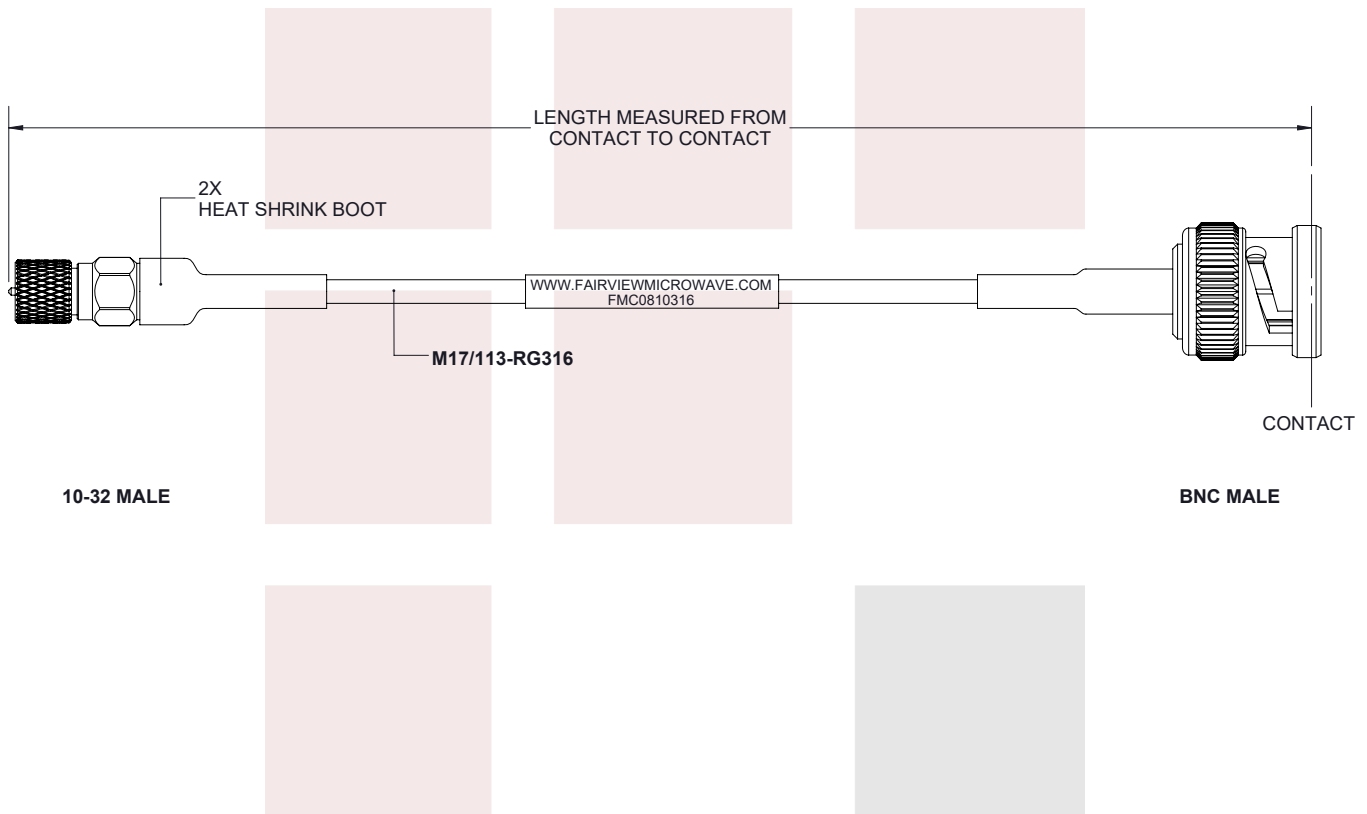 LENGTH MEASURED FROM
CONTACT TO CONTACT
2X
HEAT SHRINK BOOT
WWW.FAIRVIEWMICROWAVE.COM
FMC0810316
M17/113-RG316
CONTACT
10-32 MALE
BNC MALE